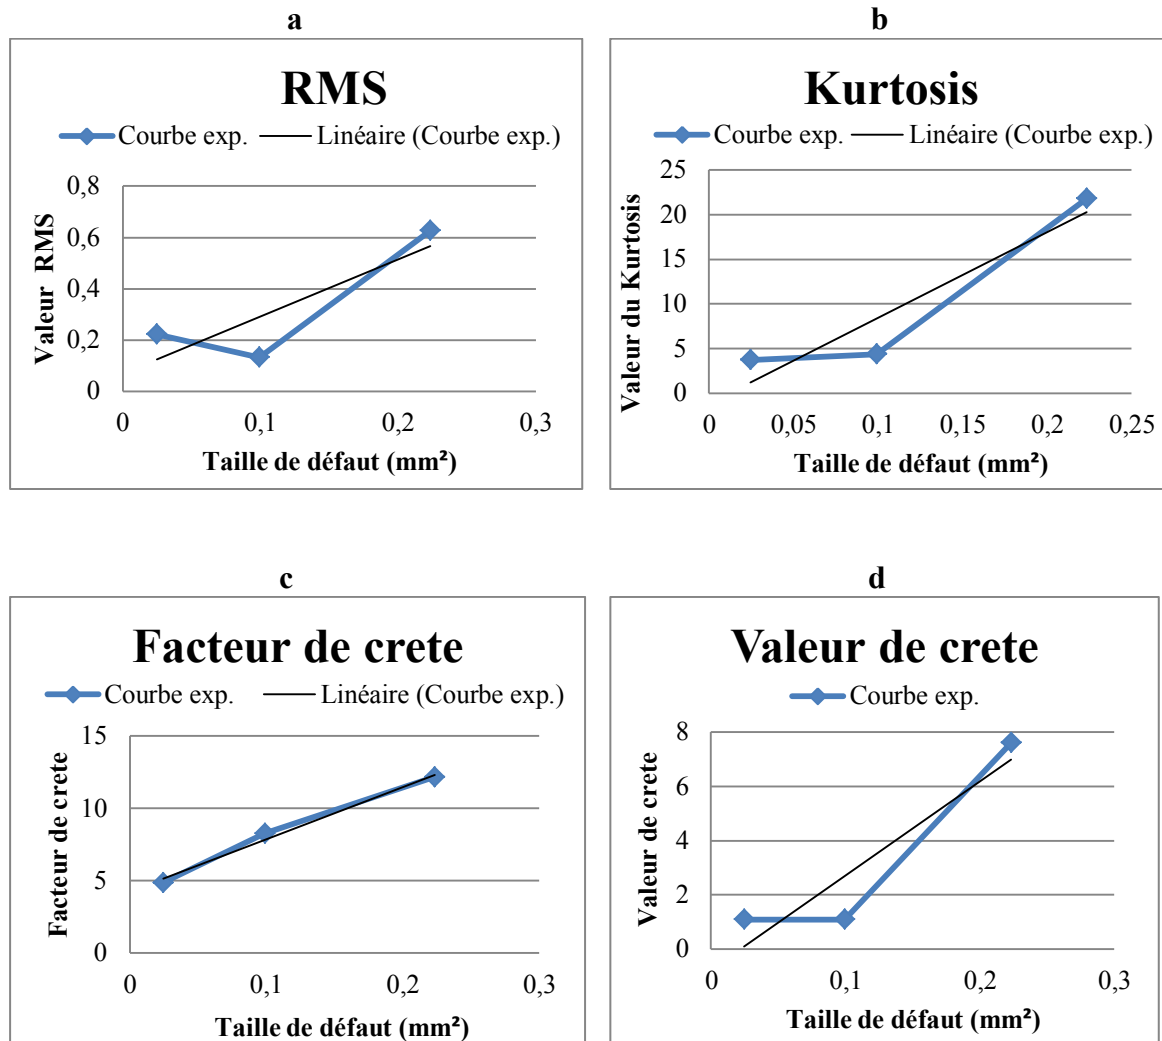 a
RMS
Courbe exp. Linéaire (Courbe exp.)
0,8
0,6
0,4
0,2
0
Valeur RMS
0 0,1 0,2 0,3
Taille de défaut (mm²)
b
Kurtosis
Courbe exp. Linéaire (Courbe exp.)
25
20
15
10
5
0
Valeur du Kurtosis
0 0,05 0,1 0,15 0,2 0,25
Taille de défaut (mm²)
c
Facteur de crete
Courbe exp. Linéaire (Courbe exp.)
15
10
5
0
Facteur de crete
0 0,1 0,2 0,3
Taille de défaut (mm²)
d
Valeur de crete
Courbe exp.
8
6
4
2
0
Valeur de crete
0 0,1 0,2 0,3
Taille de défaut (mm²)